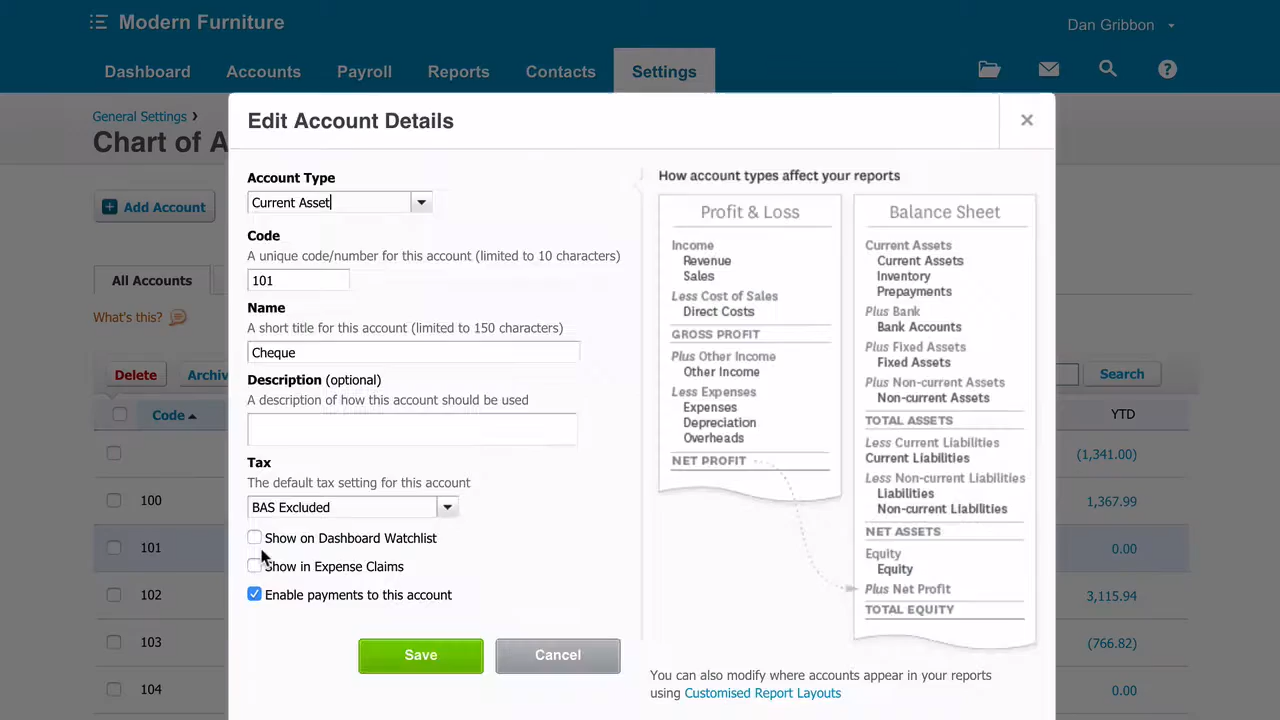 Modern Furniture
Dan Gribbon
Dashboard Accounts Payroll Reports Contacts Settings
General Settings
Chart of A
Add Account
All Accounts
What's this?
Delete Archiv
Search
Code YTD
(1,341.00)
100 1,367.99
101 0.00
102 3,115.94
103 (766.82)
104 0.00
Edit Account Details
Account Type
Current Asset
Code
A unique code/number for this account (limited to 10 characters)
101
Name
A short title for this account (limited to 150 characters)
Cheque
Description (optional)
A description of how this account should be used
Tax
The default tax setting for this account
BAS Excluded
Show on Dashboard Watchlist
Show in Expense Claims
Enable payments to this account
Save Cancel
How account types affect your reports
Profit & Loss
Income
Revenue
Sales
Less Cost of Sales
Direct Costs
GROSS PROFIT
Plus Other Income
Other Income
Less Expenses
Expenses
Depreciation
Overheads
NET PROFIT
Balance Sheet
Current Assets
Current Assets
Inventory
Prepayments
Plus Bank
Bank Accounts
Plus Fixed Assets
Fixed Assets
Plus Non-current Assets
Non-current Assets
TOTAL ASSETS
Less Current Liabilities
Current Liabilities
Less Non-current Liabilities
Liabilities
Non-current Liabilities
NET ASSETS
Equity
Equity
Plus Net Profit
TOTAL EQUITY
You can also modify where accounts appear in your reports
using Customised Report Layouts